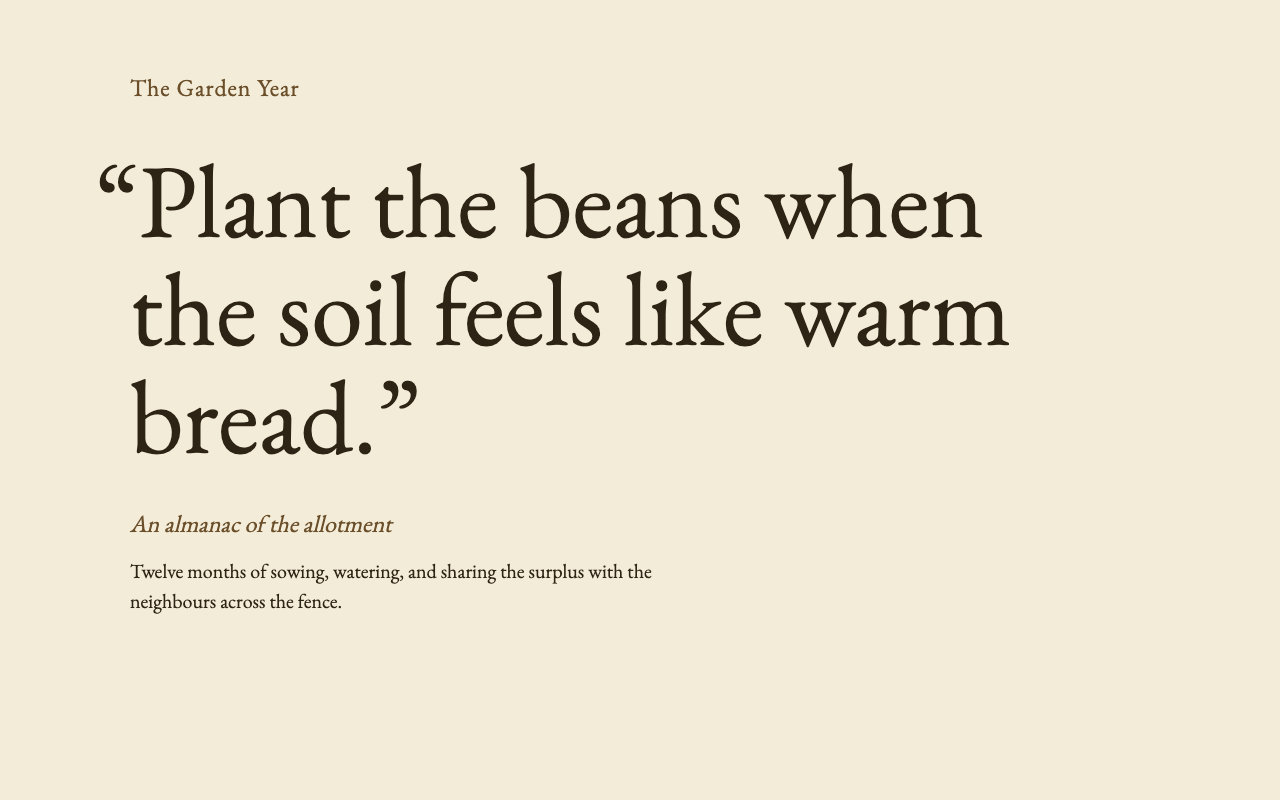 The Garden Year
“Plant the beans when
the soil feels like warm
bread.”
An almanac of the allotment
Twelve months of sowing, watering, and sharing the surplus with the
neighbours across the fence.